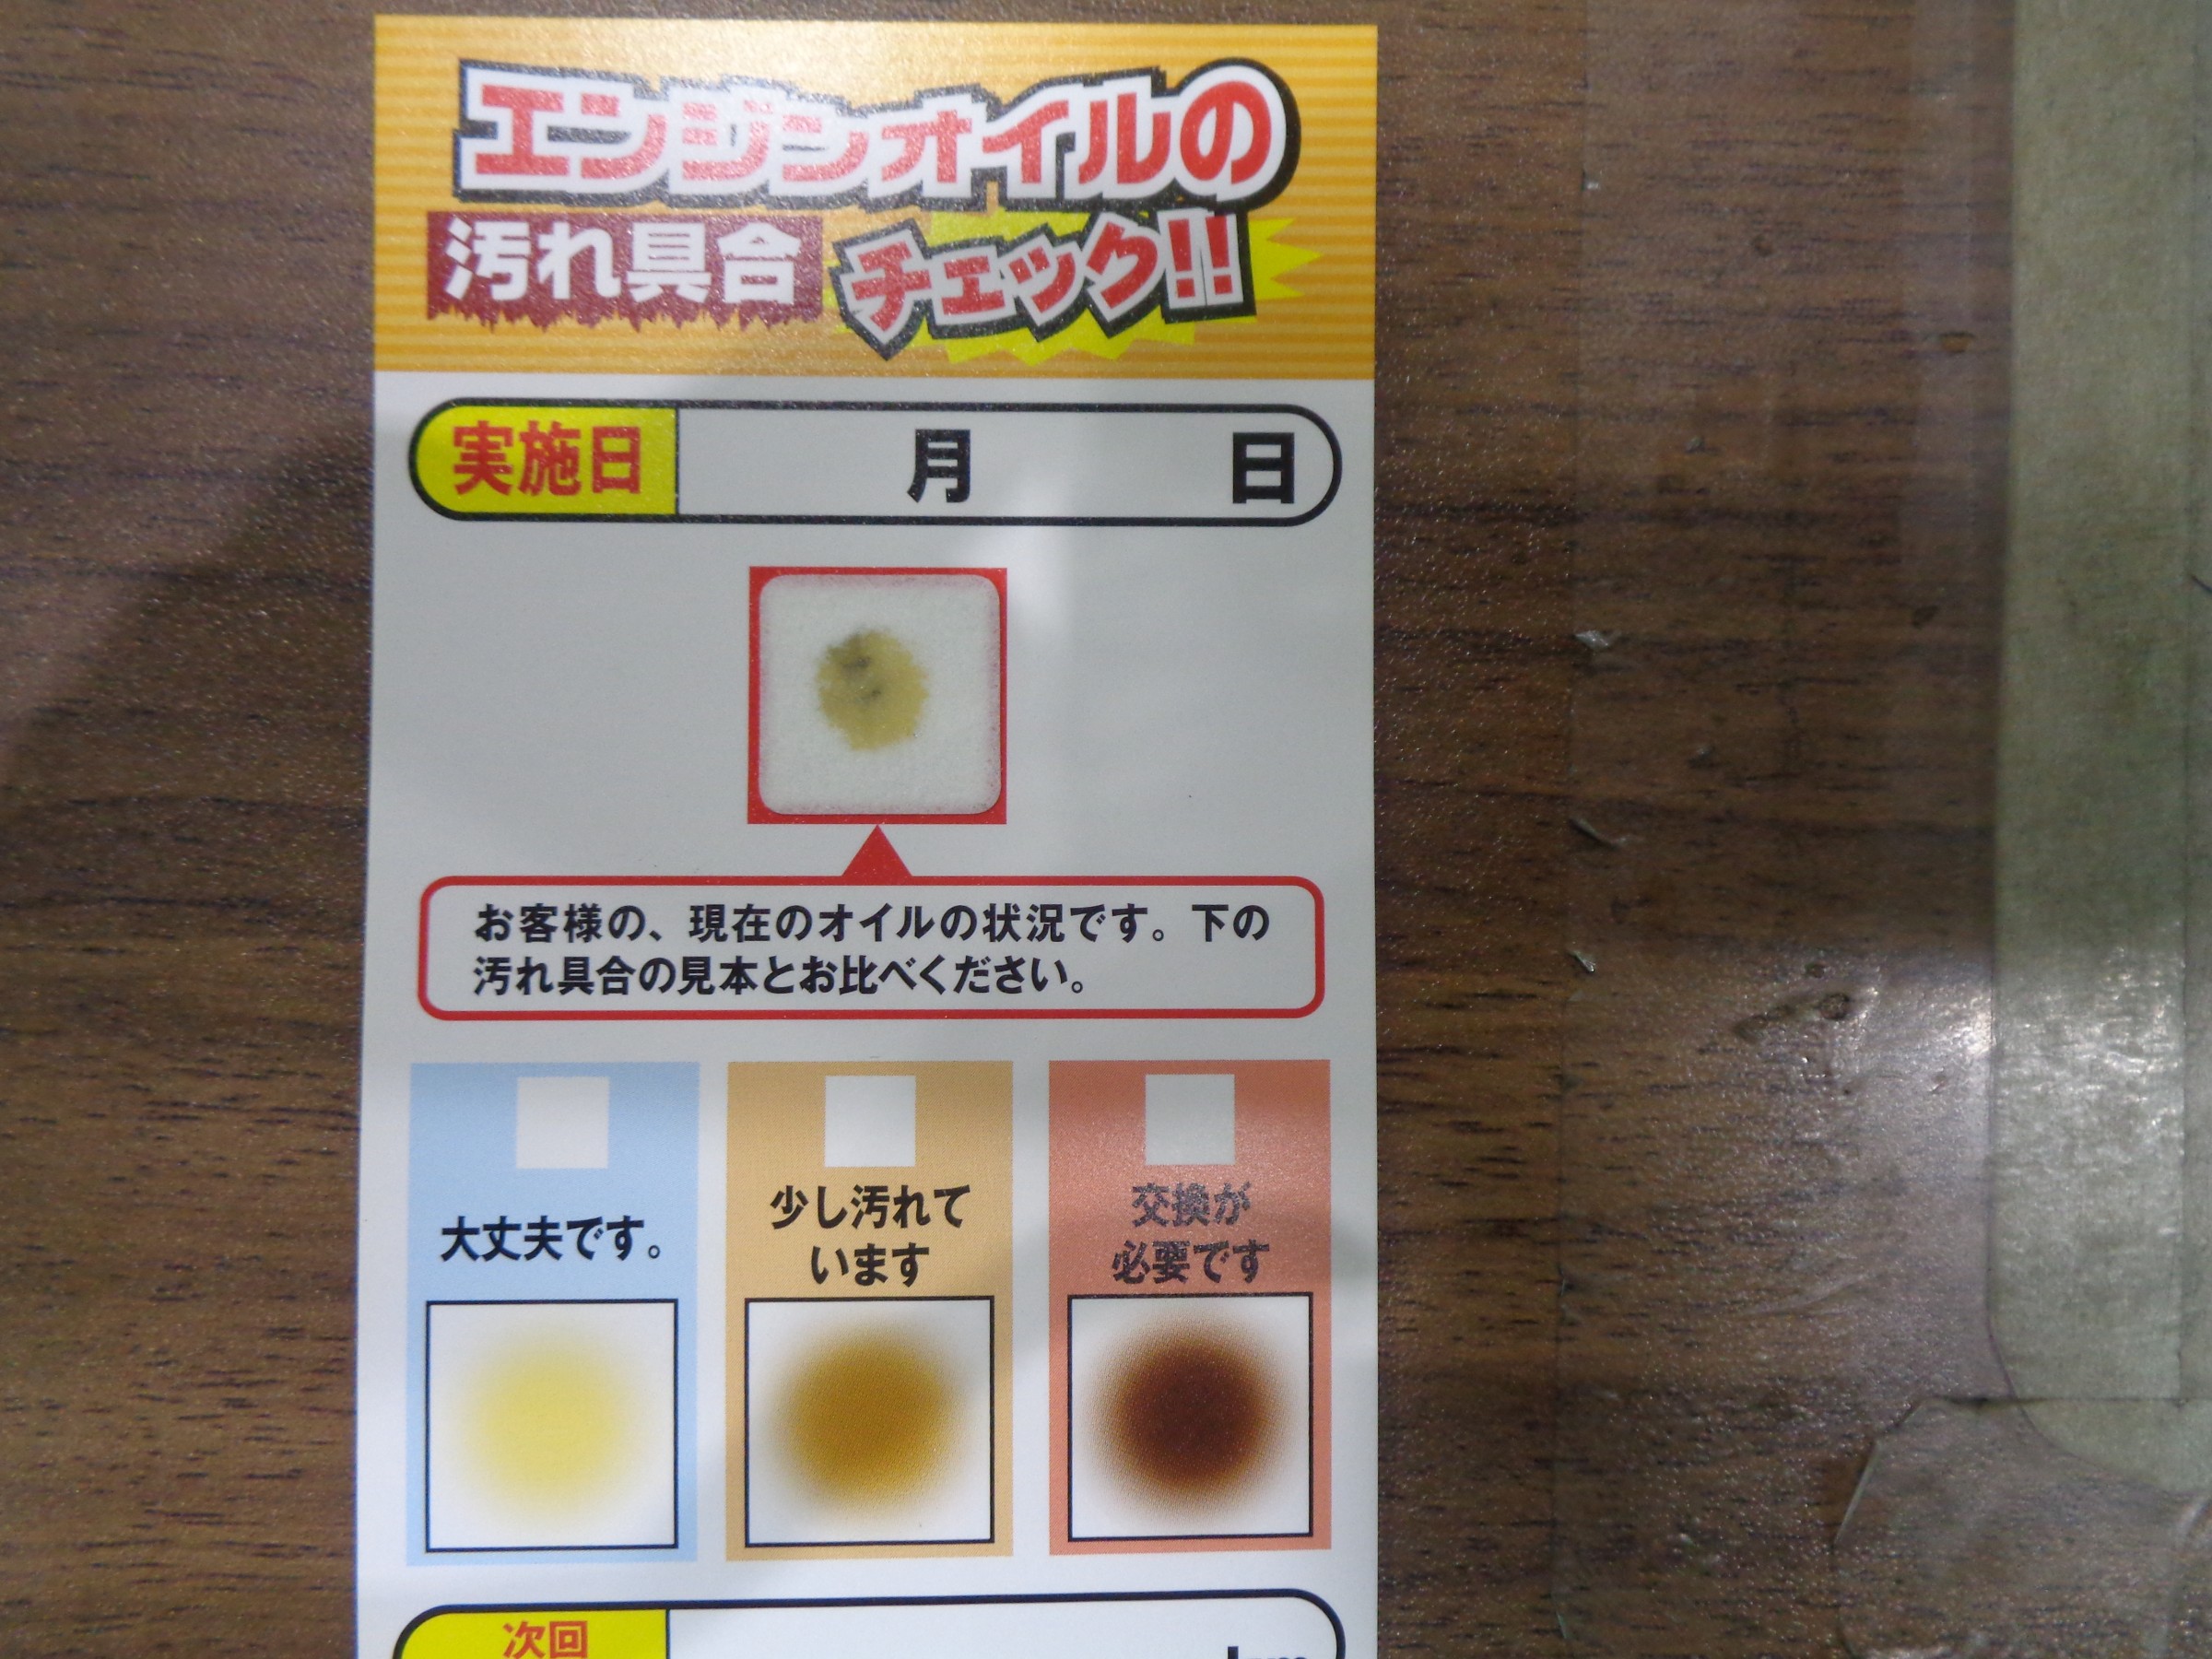 エンジンオイルの
汚れ具合 チェック!!
実施日 月 日
お客様の、現在のオイルの状況です。下の
汚れ具合の見本とお比べください。
大丈夫です。
少し汚れて
います
交換が
必要です
次回
km